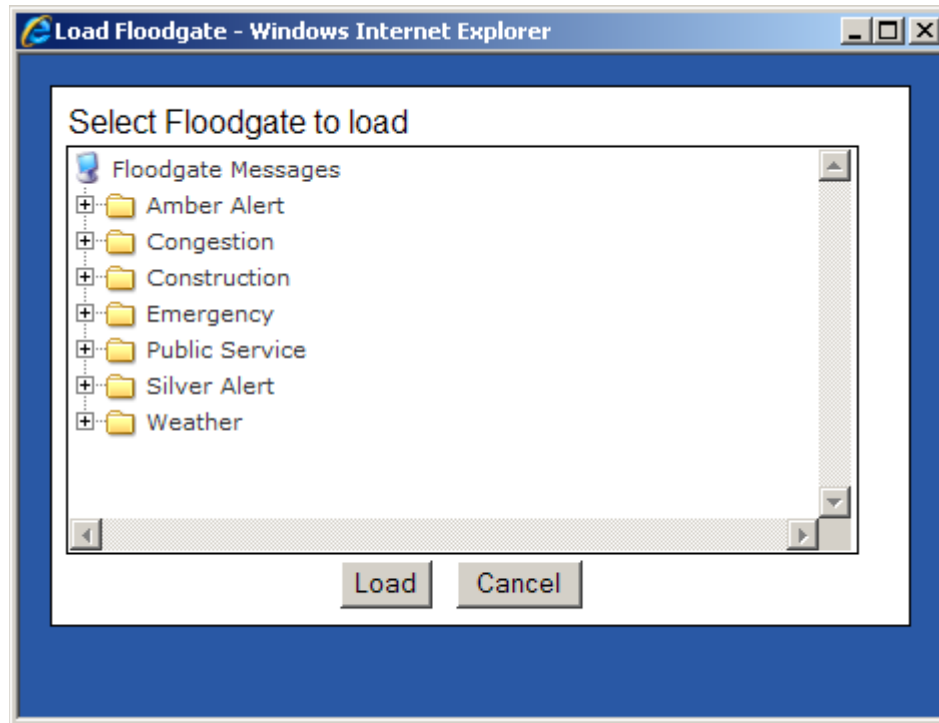 Load Floodgate - Windows Internet Explorer
Select Floodgate to load
Floodgate Messages
Amber Alert
Congestion
Construction
Emergency
Public Service
Silver Alert
Weather
Load Cancel